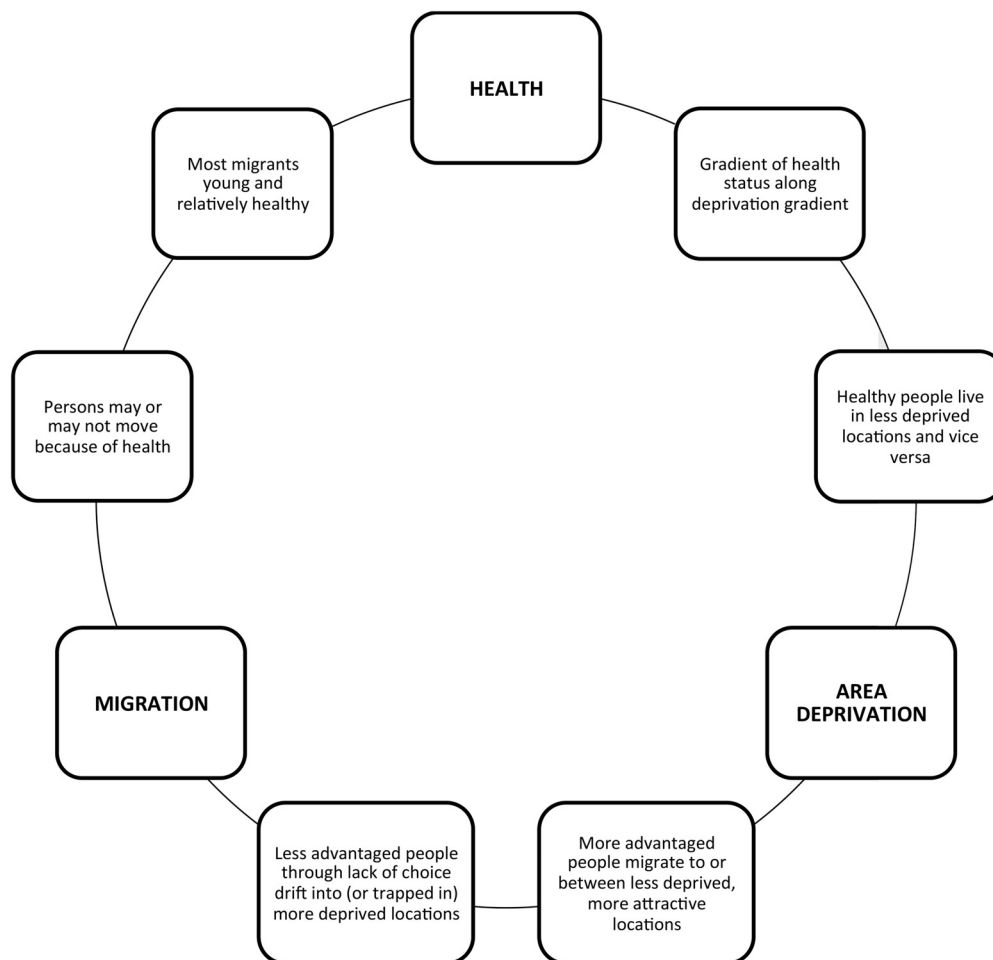 HEALTH
Most migrants
young and
relatively healthy
Gradient of health
status along
deprivation gradient
Persons may or
may not move
because of health
Healthy people live
in less deprived
locations and vice
versa
MIGRATION
AREA
DEPRIVATION
Less advantaged people
through lack of choice
drift into (or trapped in)
more deprived locations
More advantaged
people migrate to or
between less deprived,
more attractive
locations